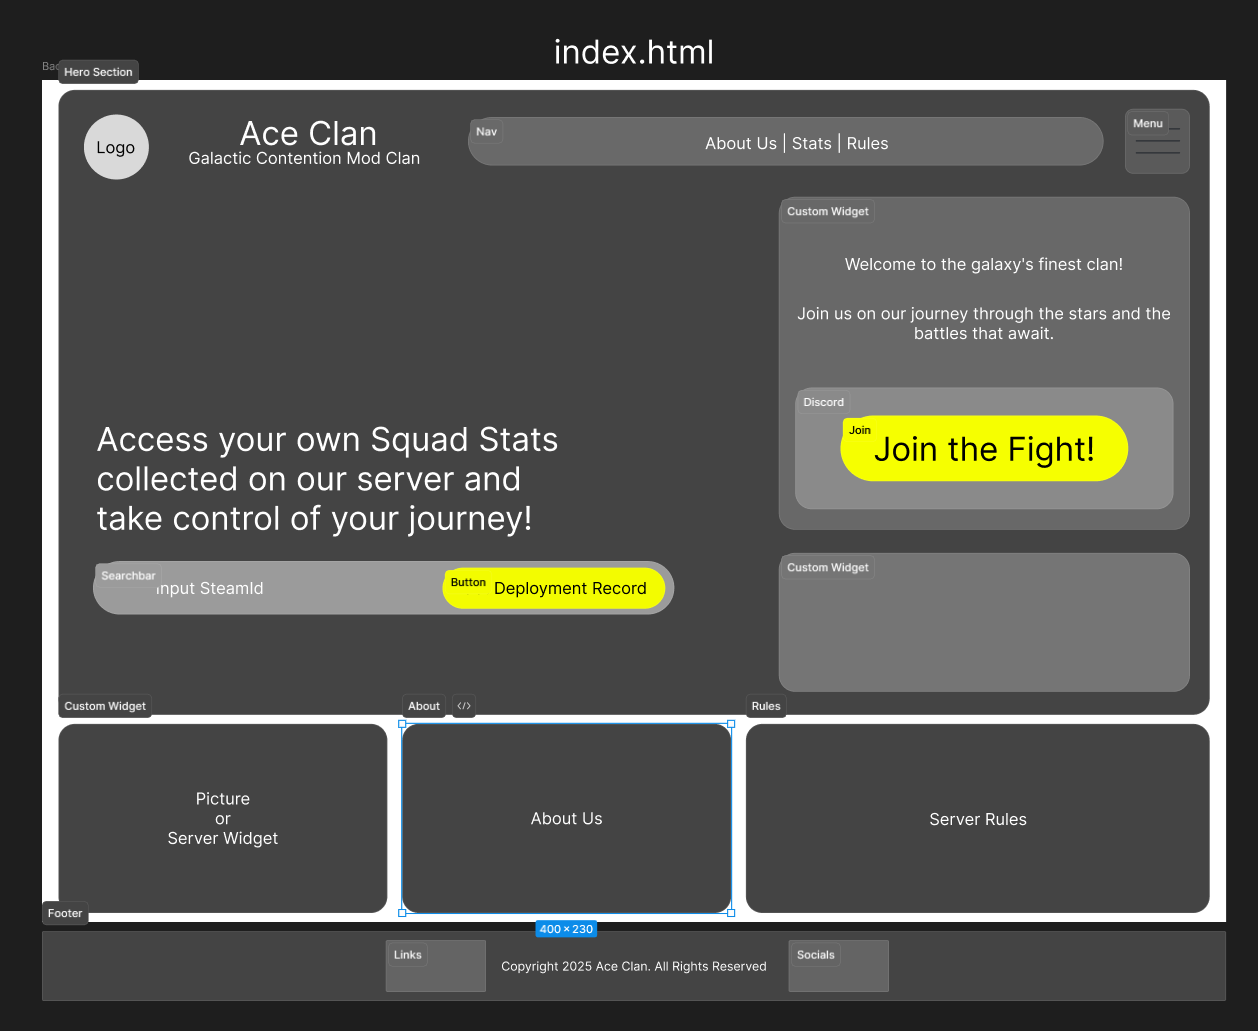 index.html
Bac
Hero Section
Logo
Ace Clan
Galactic Contention Mod Clan
Nav
About Us | Stats | Rules
Menu
Custom Widget
Welcome to the galaxy's finest clan!
Join us on our journey through the stars and the
battles that await.
Discord
Join
Join the Fight!
Access your own Squad Stats
collected on our server and
take control of your journey!
Searchbar
Input SteamId
Button
Deployment Record
Custom Widget
Custom Widget
Picture
or
Server Widget
About
</>
About Us
Rules
Server Rules
400 × 230
Footer
Links
Copyright 2025 Ace Clan. All Rights Reserved
Socials